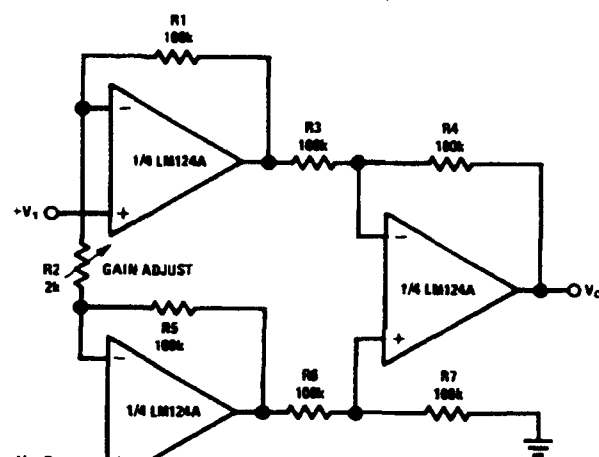 R1
100k
R3
100k
R4
100k
1/4 LM124A
+V₁
R2
2k
GAIN ADJUST
R5
100k
1/4 LM124A
1/4 LM124A
R6
100k
R7
100k